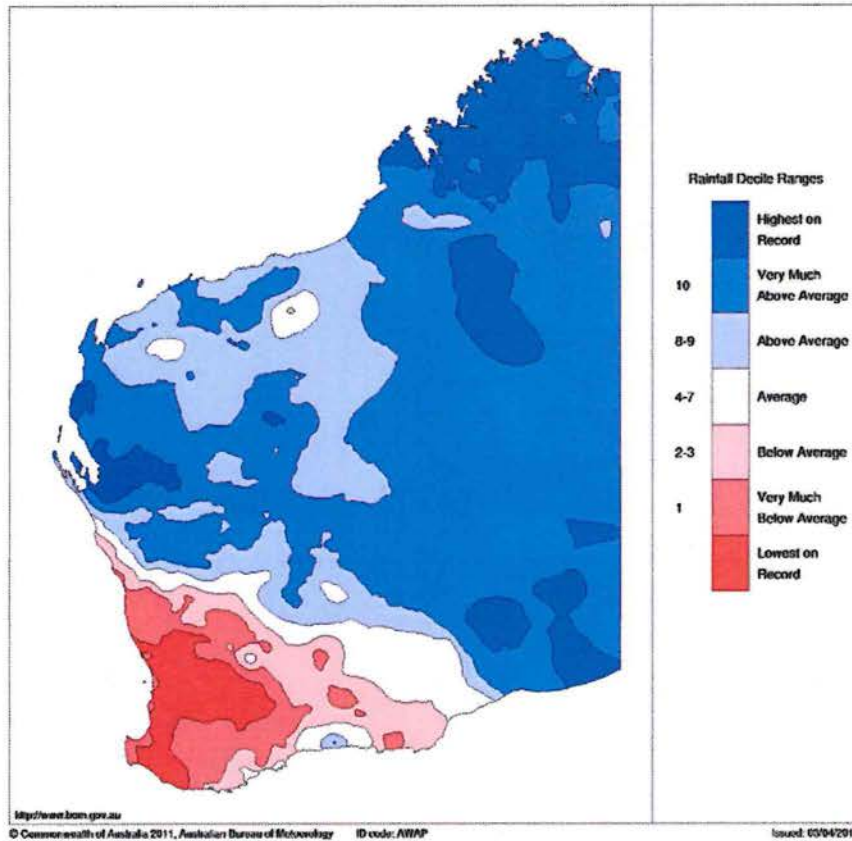 Rainfall Decile Ranges
Highest on
Record
10
Very Much
Above Average
8-9
Above Average
4-7
Average
2-3
Below Average
1
Very Much
Below Average
Lowest on
Record
http://www.bom.gov.au
© Commonwealth of Australia 2011, Australian Bureau of Meteorology
ID code: AWAP
Issued: